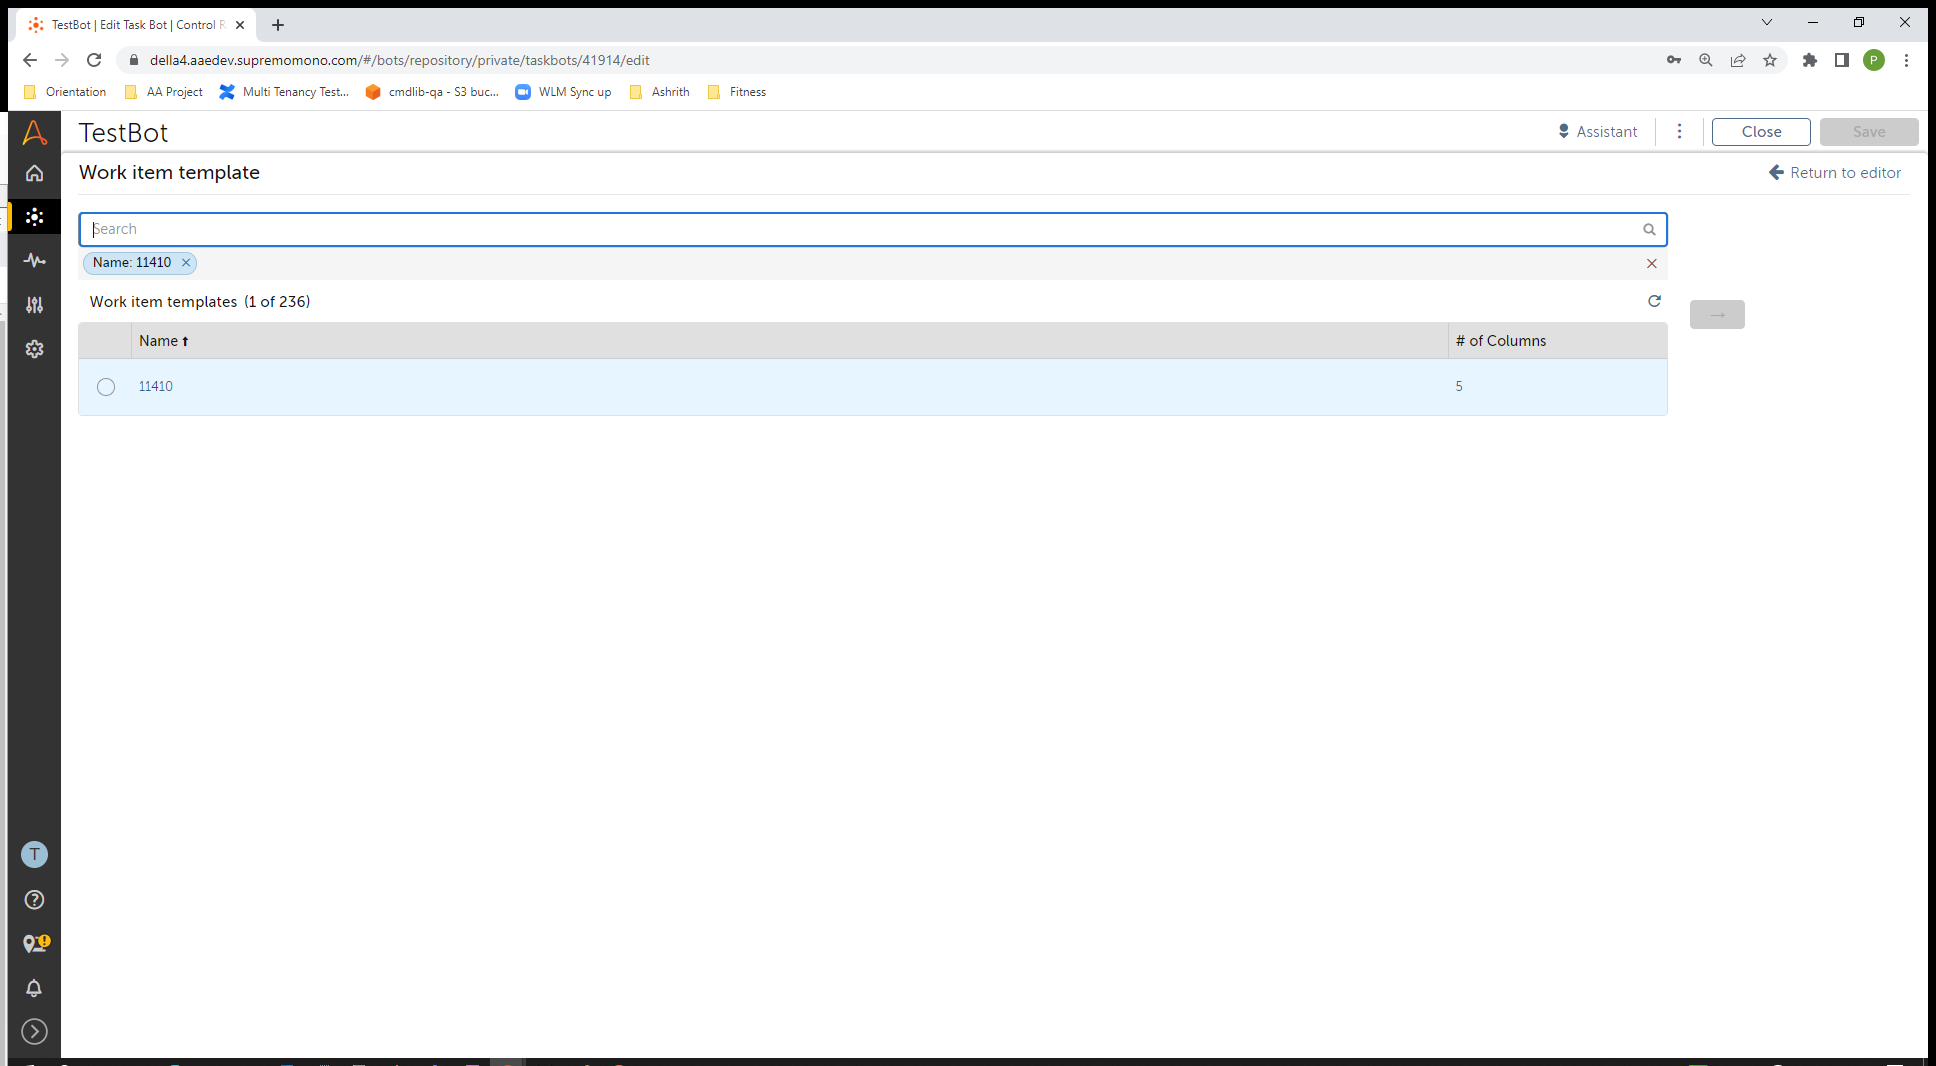 TestBot | Edit Task Bot | Control R
della4.aaedev.supremomono.com/#/bots/repository/private/taskbots/41914/edit
P
Orientation AA Project Multi Tenancy Test... cmdlib-qa - S3 buc... WLM Sync up Ashrith Fitness
TestBot
Assistant
Close
Save
Work item template
Return to editor
Search
Name: 11410
Work item templates (1 of 236)
Name # of Columns
11410 5
T